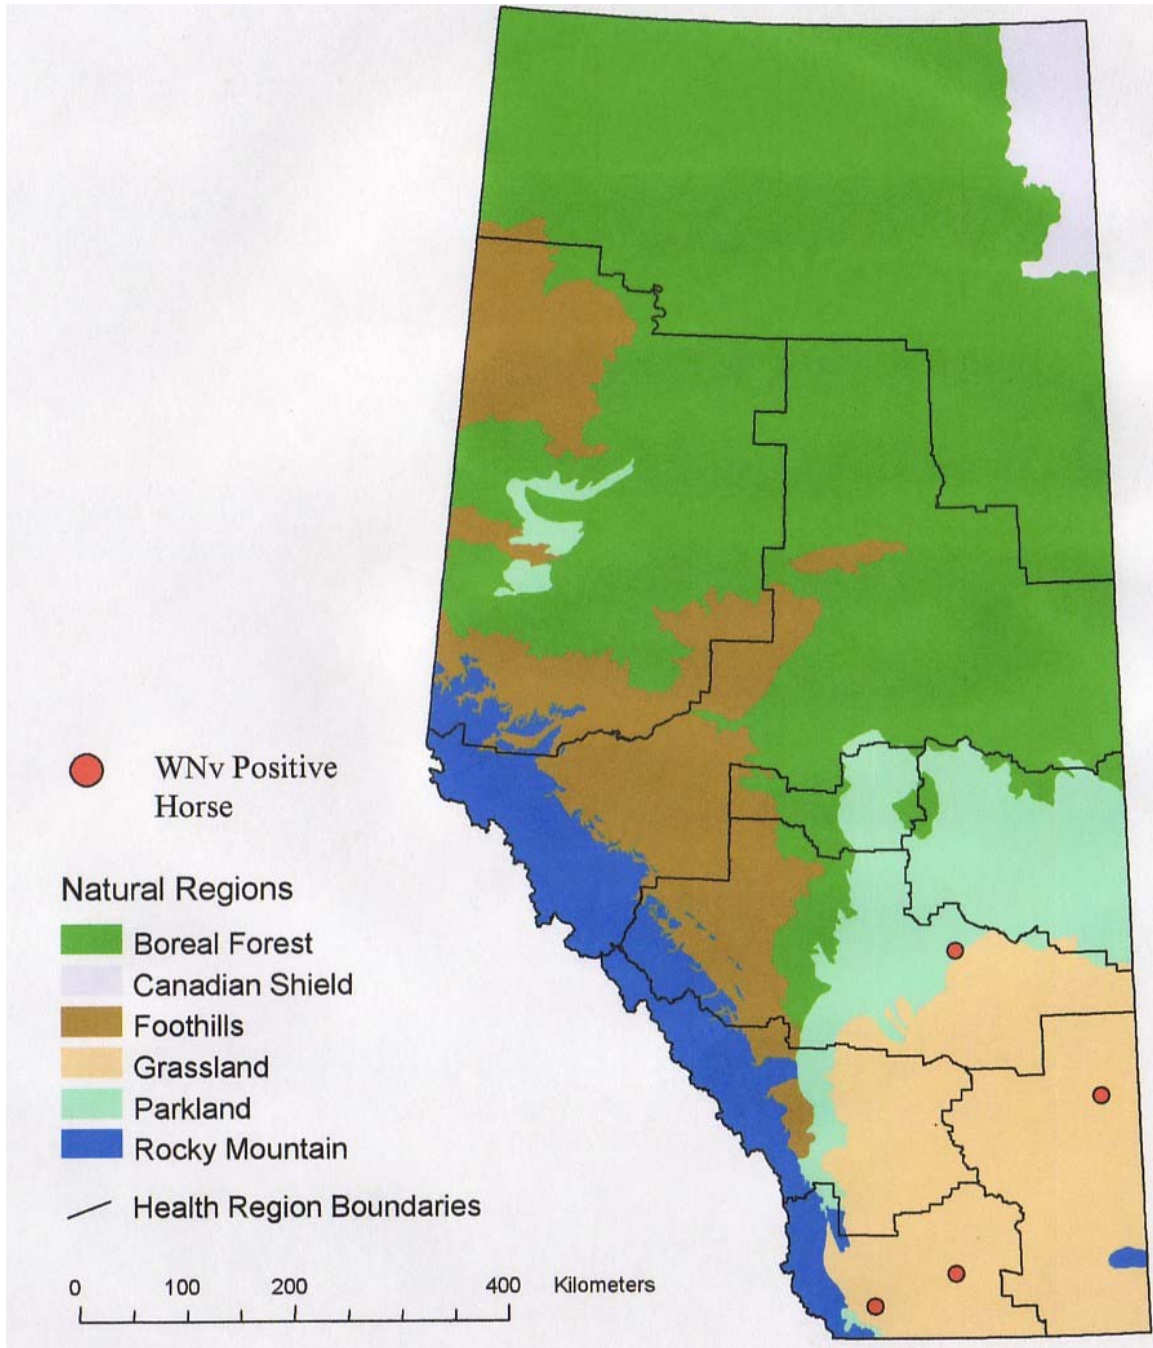 WNv Positive
Horse
Natural Regions
Boreal Forest
Canadian Shield
Foothills
Grassland
Parkland
Rocky Mountain
Health Region Boundaries
0 100 200 400 Kilometers